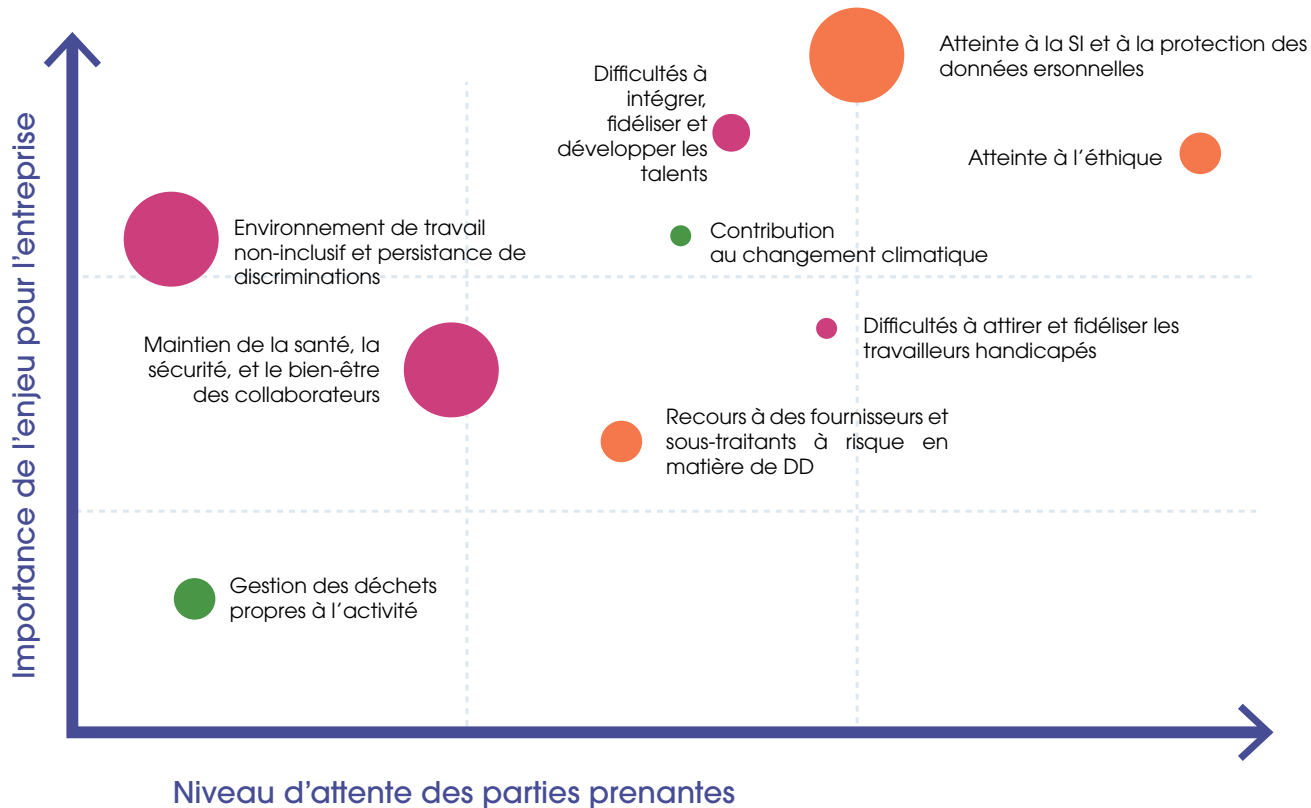 Importance de l'enjeu pour l'entreprise
Atteinte à la SI et à la protection des
données ersonnelles
Difficultés à
intégrer,
fidéliser et
développer les
talents
Atteinte à l'éthique
Environnement de travail
non-inclusif et persistance de
discriminations
Contribution
au changement climatique
Difficultés à attirer et fidéliser les
travailleurs handicapés
Maintien de la santé, la
sécurité, et le bien-être
des collaborateurs
Recours à des fournisseurs et
sous-traitants à risque en
matière de DD
Gestion des déchets
propres à l'activité
Niveau d'attente des parties prenantes